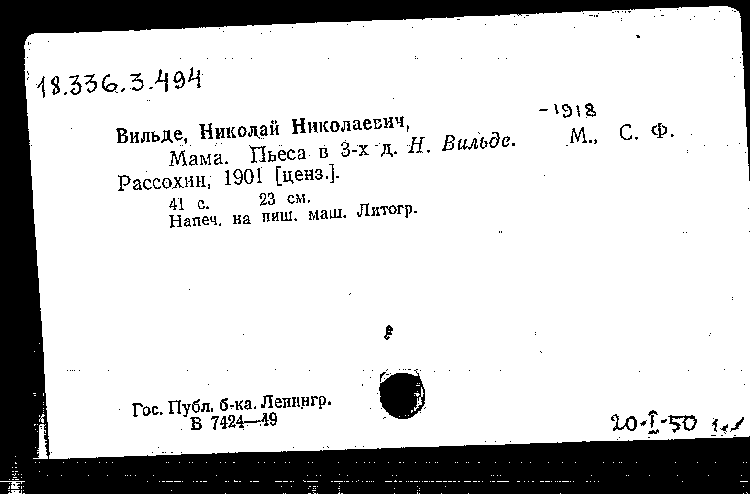 18.336.3.494
Вильде, Николай Николаевич, -1918
Мама. Пьеса в 3-х д. Н. Вильде. М., С. Ф.
Рассохин, 1901 [ценз.].
41 с. 23 см.
Напеч. на пиш. маш. Литогр.
Гос. Публ. б-ка. Ленингр.
В 7424—49
20-I-50